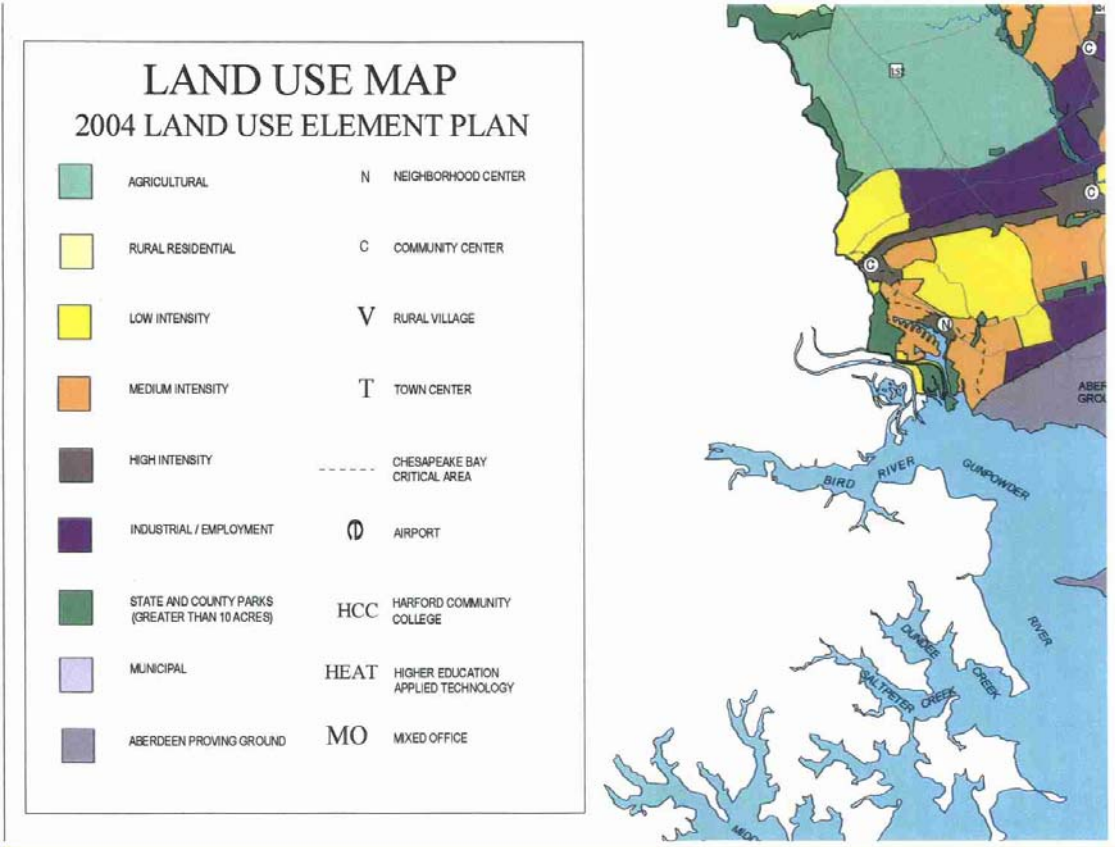 LAND USE MAP
2004 LAND USE ELEMENT PLAN
AGRICULTURAL
RURAL RESIDENTIAL
LOW INTENSITY
MEDIUM INTENSITY
HIGH INTENSITY
INDUSTRIAL / EMPLOYMENT
STATE AND COUNTY PARKS
(GREATER THAN 10 ACRES)
MUNICIPAL
ABERDEEN PROVING GROUND
N NEIGHBORHOOD CENTER
C COMMUNITY CENTER
V RURAL VILLAGE
T TOWN CENTER
CHESAPEAKE BAY
CRITICAL AREA
AIRPORT
HCC HARFORD COMMUNITY
COLLEGE
HEAT HIGHER EDUCATION
APPLIED TECHNOLOGY
MO MIXED OFFICE
C
152
C
C
N
ABER
GROU
BIRD RIVER
GUNPOWDER
RIVER
DUNDEE
CREEK
SALTPETER CREEK